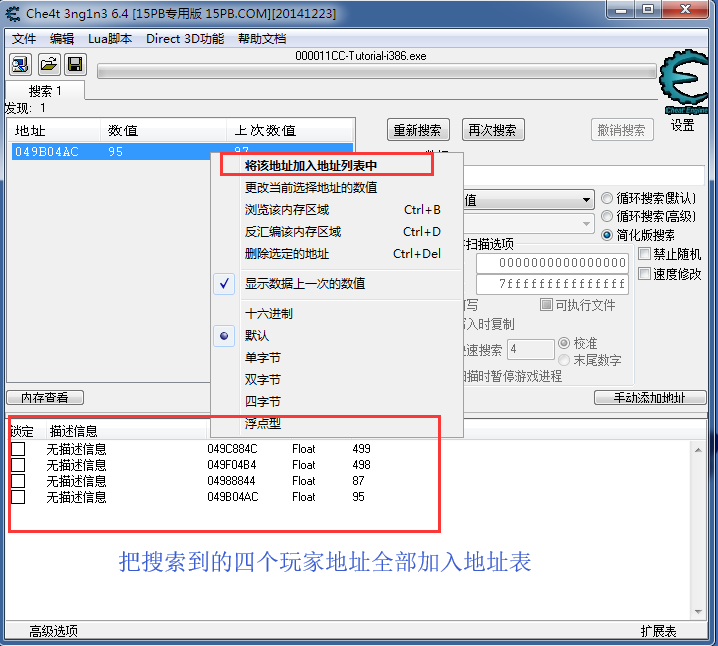 Che4t 3ng1n3 6.4 [15PB专用版 15PB.COM][20141223]
文件 编辑 Lua脚本 Direct 3D功能 帮助文档
000011CC-Tutorial-i386.exe
搜索 1
发现: 1
Cheat Engine
设置
地址 数值 上次数值
049B04AC 95 97
重新搜索 再次搜索 撤销搜索
将该地址加入地址列表中
更改当前选择地址的数值
浏览该内存区域 Ctrl+B
反汇编该内存区域 Ctrl+D
删除选定的地址 Ctrl+Del
显示数据上一次的数值
十六进制
默认
单字节
双字节
四字节
浮点型
值
循环搜索(默认)
循环搜索(高级)
简化版搜索
扫描选项
0000000000000000
7fffffffffffffff
禁止随机
速度修改
写 可执行文件
写入时复制
快速搜索 4 校准
末尾数字
扫描时暂停游戏进程
内存查看 手动添加地址
锁定 描述信息
无描述信息 049C884C Float 499
无描述信息 049F04B4 Float 498
无描述信息 04988844 Float 87
无描述信息 049B04AC Float 95
把搜索到的四个玩家地址全部加入地址表
高级选项 扩展表